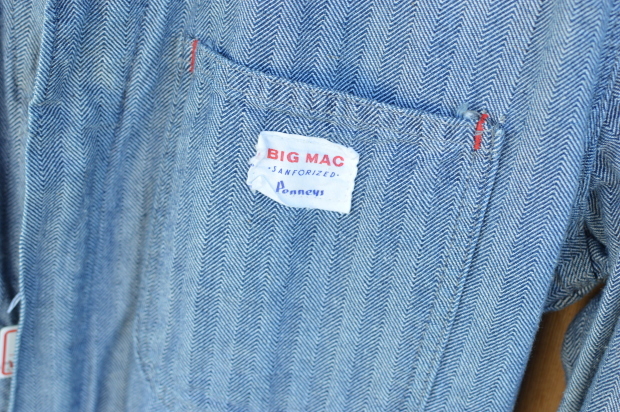 BIG MAC
-SANFORIZED-
Penneys